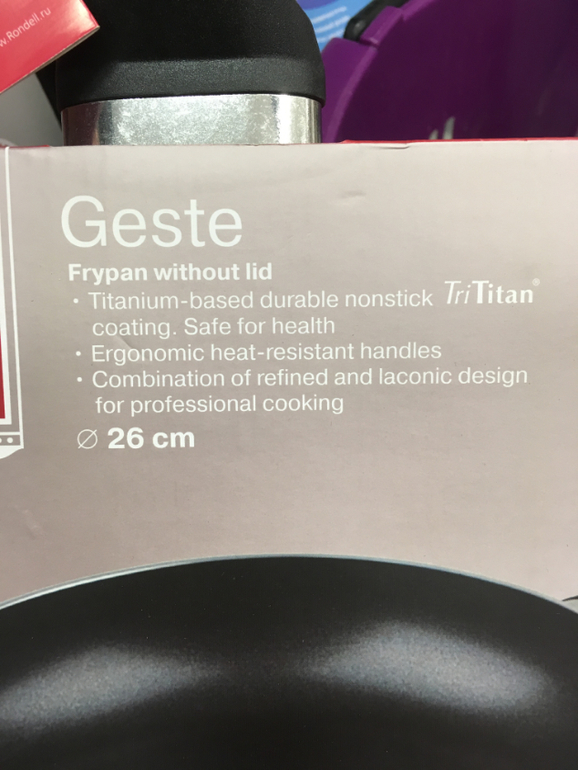 w.Rondell.ru
Geste
Frypan without lid
• Titanium-based durable nonstick TriTitan®
coating. Safe for health
• Ergonomic heat-resistant handles
• Combination of refined and laconic design
for professional cooking
∅ 26 cm